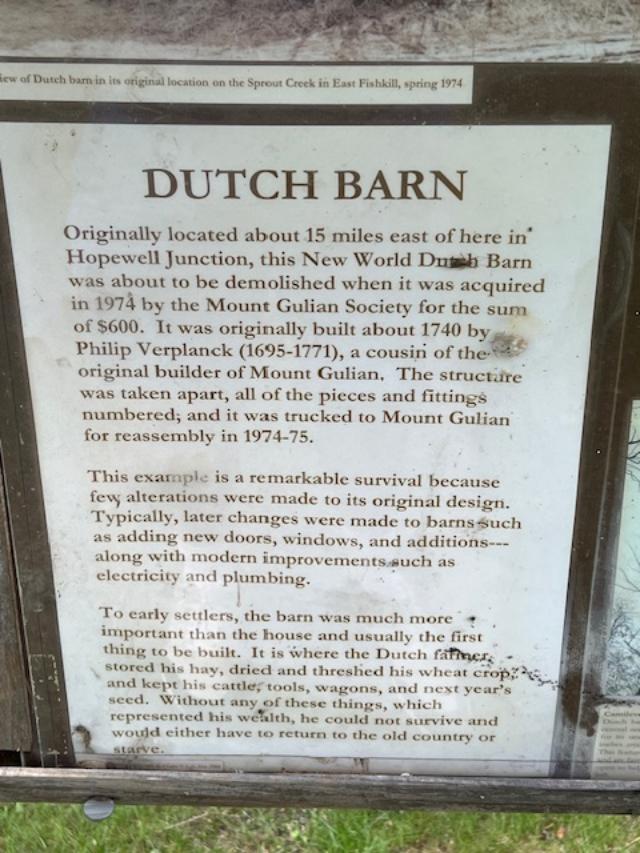 iew of Dutch barn in its original location on the Sprout Creek in East Fishkill, spring 1974
DUTCH BARN
Originally located about 15 miles east of here in
Hopewell Junction, this New World Dutch Barn
was about to be demolished when it was acquired
in 1974 by the Mount Gulian Society for the sum
of $600. It was originally built about 1740 by
Philip Verplanck (1695-1771), a cousin of the
original builder of Mount Gulian. The structure
was taken apart, all of the pieces and fittings
numbered; and it was trucked to Mount Gulian
for reassembly in 1974-75.
This example is a remarkable survival because
few alterations were made to its original design.
Typically, later changes were made to barns such
as adding new doors, windows, and additions---
along with modern improvements such as
electricity and plumbing.
To early settlers, the barn was much more
important than the house and usually the first
thing to be built. It is where the Dutch farmer
stored his hay, dried and threshed his wheat crop,
and kept his cattle, tools, wagons, and next year's
seed. Without any of these things, which
represented his wealth, he could not survive and
would either have to return to the old country or
starve.